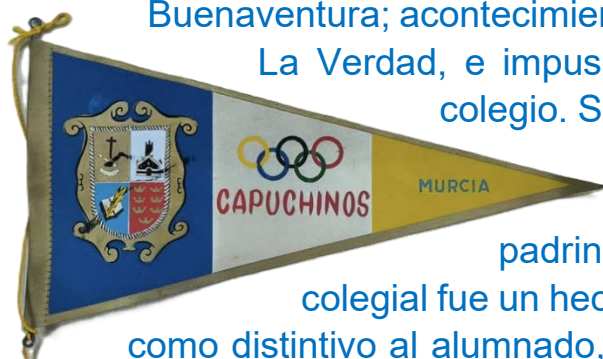 Buenaventura; acontecimien
La Verdad, e impus
colegio. S
CAPUCHINOS
MURCIA
padrin
colegial fue un hec
como distintivo al alumnado.